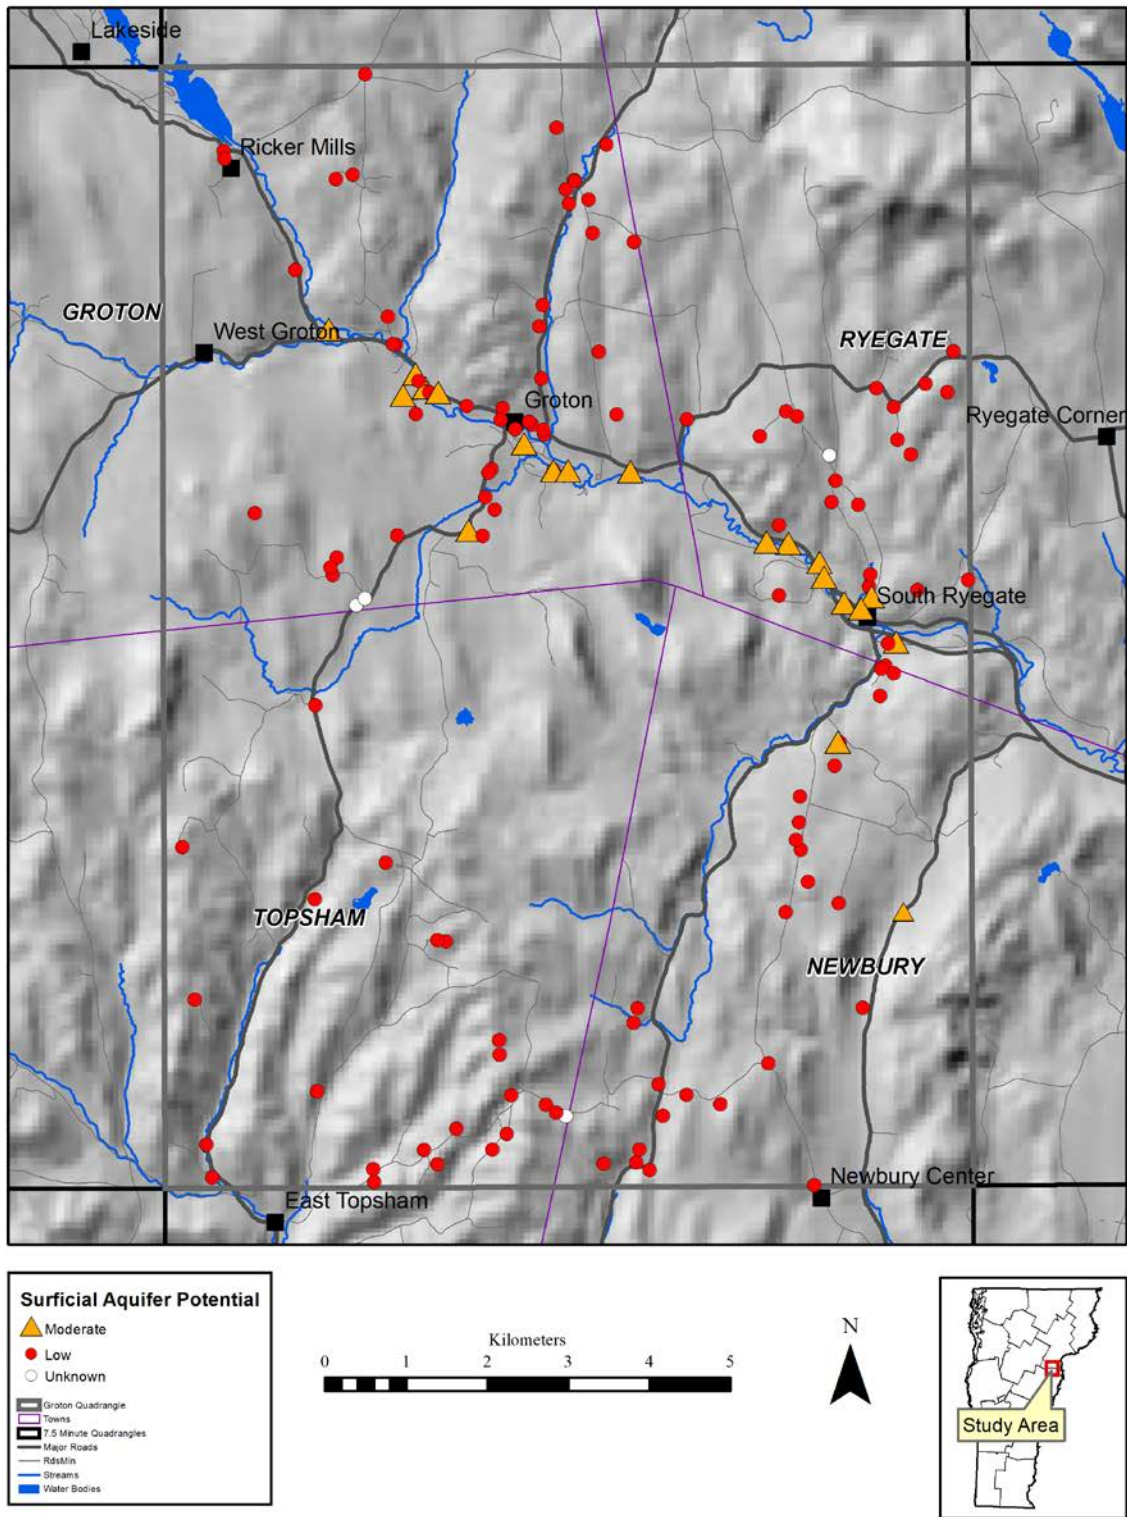 Lakeside
Ricker Mills
GROTON
West Groton
RYEGATE
Groton
Ryegate Corner
South Ryegate
TOPSHAM
NEWBURY
Newbury Center
East Topsham
Surficial Aquifer Potential
Moderate
Low
Unknown
Groton Quadrangle
Towns
7.5 Minute Quadrangles
Major Roads
RdsMin
Streams
Water Bodies
Kilometers
0 1 2 3 4 5
N
Study Area